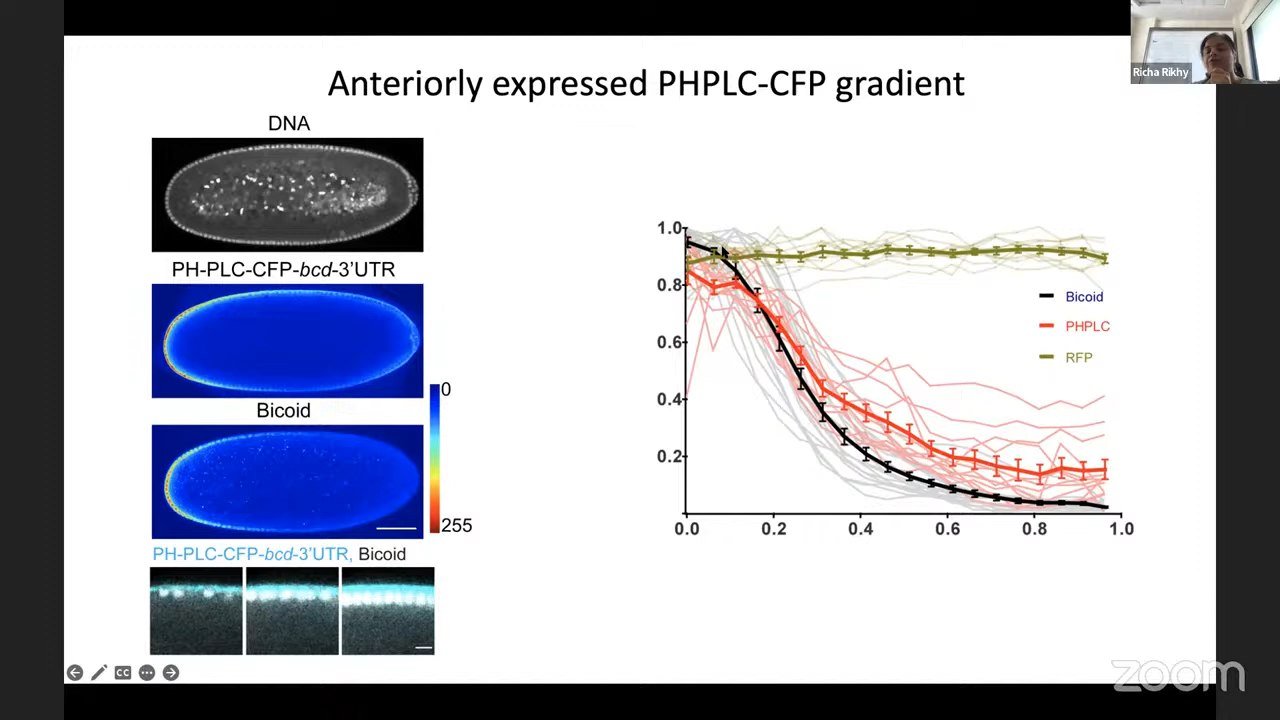 Richa Rikhy
Anteriorly expressed PHPLC-CFP gradient
DNA
PH-PLC-CFP-bcd-3'UTR
Bicoid
0
255
PH-PLC-CFP-bcd-3'UTR, Bicoid
1.0
0.8
0.6
0.4
0.2
0.0 0.2 0.4 0.6 0.8 1.0
Bicoid
PHPLC
RFP
CC
zoom